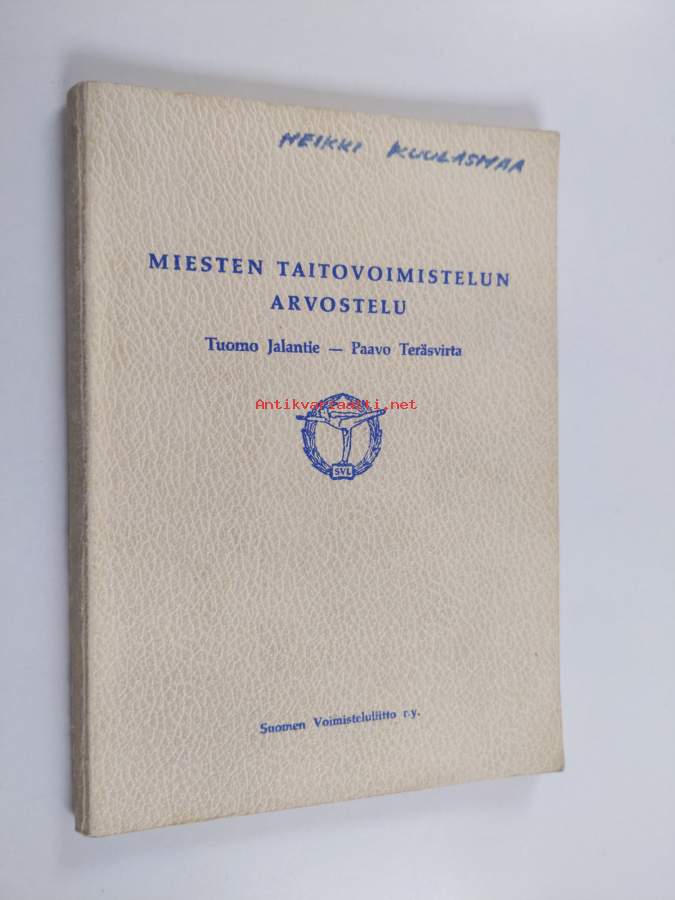 HEIKKI KUULASMAA
MIESTEN TAITOVOIMISTELUN
ARVOSTELU
Tuomo Jalantie — Paavo Teräsvirta
Antikvariaatti.net
SVL
Suomen Voimisteluliitto r.y.